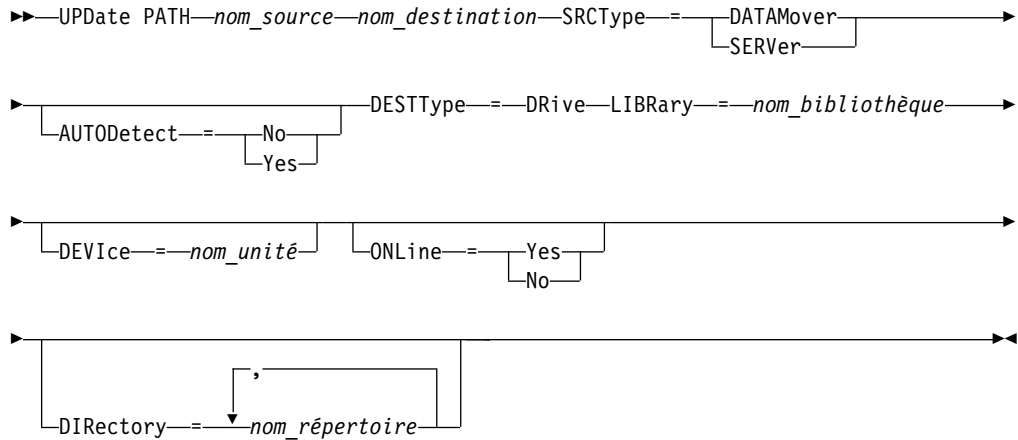 UPDate PATH nom_source nom_destination SRCType = DATAMover
SERVer
AUTODetect = No DESTType = DRive LIBRary = nom_bibliothèque
Yes
DEVIce = nom_unité ONLine = Yes
No
,
DIRectory = nom_répertoire